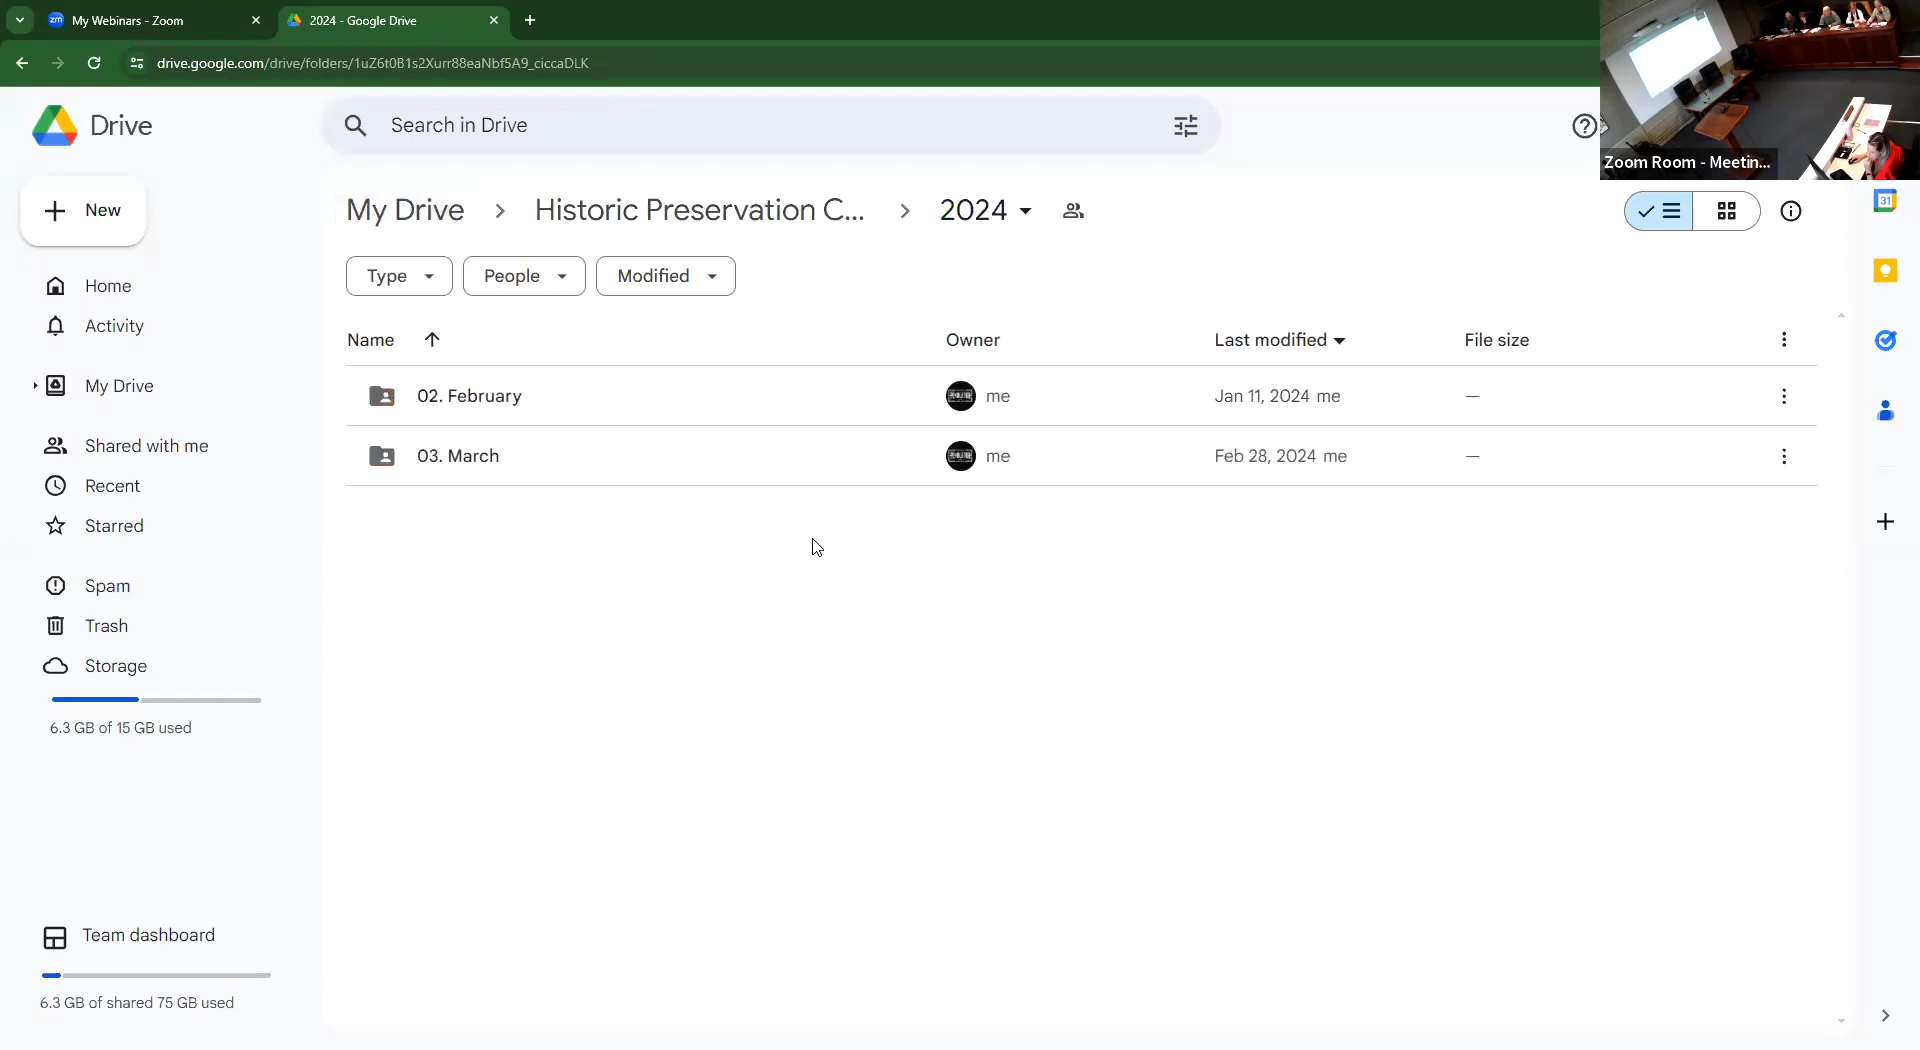 My Webinars - Zoom
2024 - Google Drive
drive.google.com/drive/folders/1uZ6t0B1s2Xurr88eaNbf5A9_ciccaDLK
Drive
Search in Drive
Zoom Room - Meetin...
New
My Drive
Historic Preservation C...
2024
31
Type
People
Modified
Home
Activity
My Drive
Shared with me
Recent
Starred
Spam
Trash
Storage
6.3 GB of 15 GB used
Name
Owner
Last modified
File size
02. February
me
Jan 11, 2024 me
—
03. March
me
Feb 28, 2024 me
—
Team dashboard
6.3 GB of shared 75 GB used